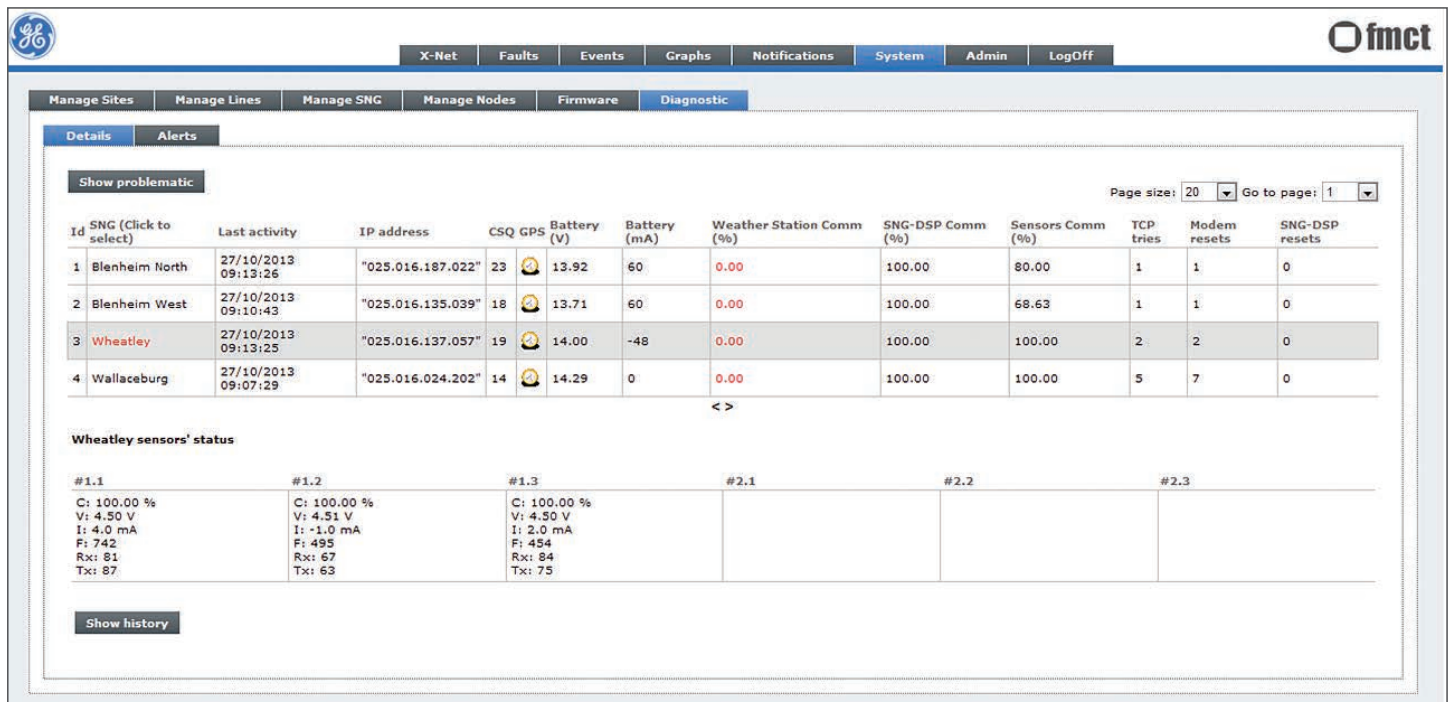 GE
fmct
X-Net Faults Events Graphs Notifications System Admin LogOff
Manage Sites Manage Lines Manage SNG Manage Nodes Firmware Diagnostic
Details Alerts
Show problematic
Page size: 20 Go to page: 1
Id SNG (Click to select) Last activity IP address CSQ GPS Battery (V) Battery (mA) Weather Station Comm (%) SNG-DSP Comm (%) Sensors Comm (%) TCP tries Modem resets SNG-DSP resets
1 Blenheim North 27/10/2013 09:13:26 "025.016.187.022" 23 13.92 60 0.00 100.00 80.00 1 1 0
2 Blenheim West 27/10/2013 09:10:43 "025.016.135.039" 18 13.71 60 0.00 100.00 68.63 1 1 0
3 Wheatley 27/10/2013 09:13:25 "025.016.137.057" 19 14.00 -48 0.00 100.00 100.00 2 2 0
4 Wallaceburg 27/10/2013 09:07:29 "025.016.024.202" 14 14.29 0 0.00 100.00 100.00 5 7 0
< >
Wheatley sensors' status
#1.1 #1.2 #1.3 #2.1 #2.2 #2.3
C: 100.00 % C: 100.00 % C: 100.00 %
V: 4.50 V V: 4.51 V V: 4.50 V
I: 4.0 mA I: -1.0 mA I: 2.0 mA
F: 742 F: 495 F: 454
Rx: 81 Rx: 67 Rx: 84
Tx: 87 Tx: 63 Tx: 75
Show history